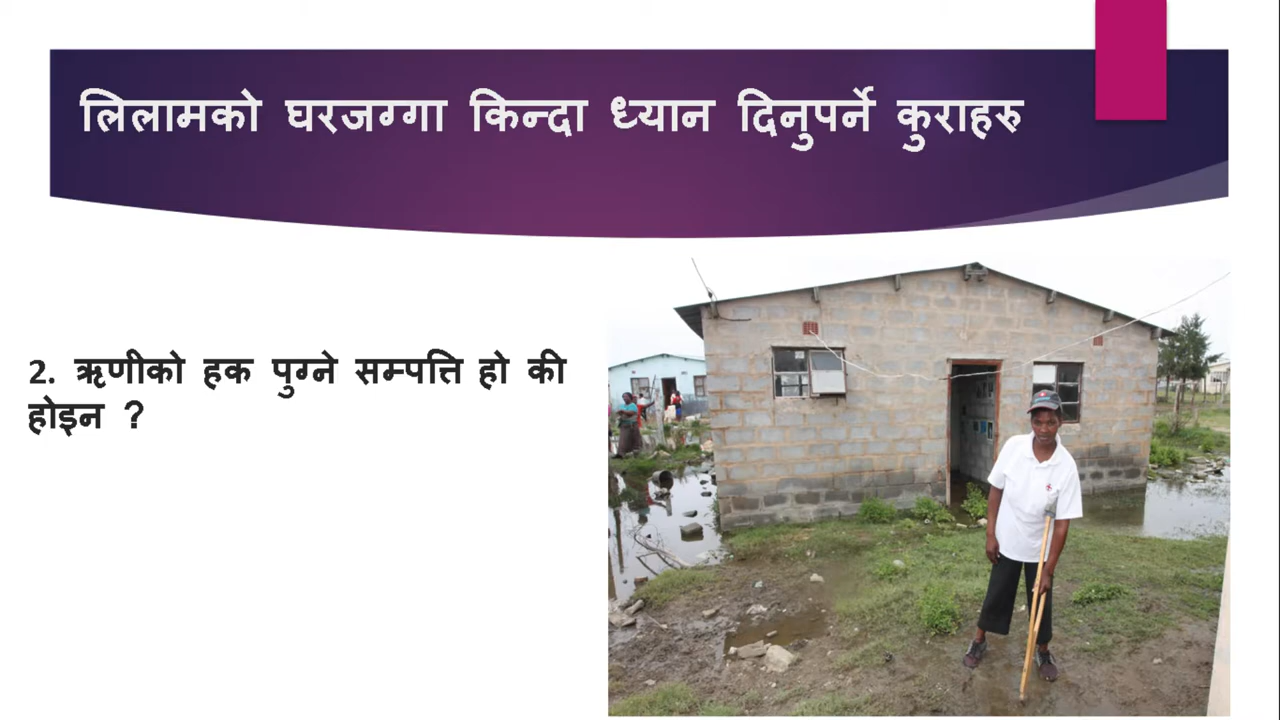 लिलामको घरजग्गा किन्दा ध्यान दिनुपर्ने कुराहरु
2. ऋणीको हक पुग्ने सम्पत्ति हो की
होइन ?